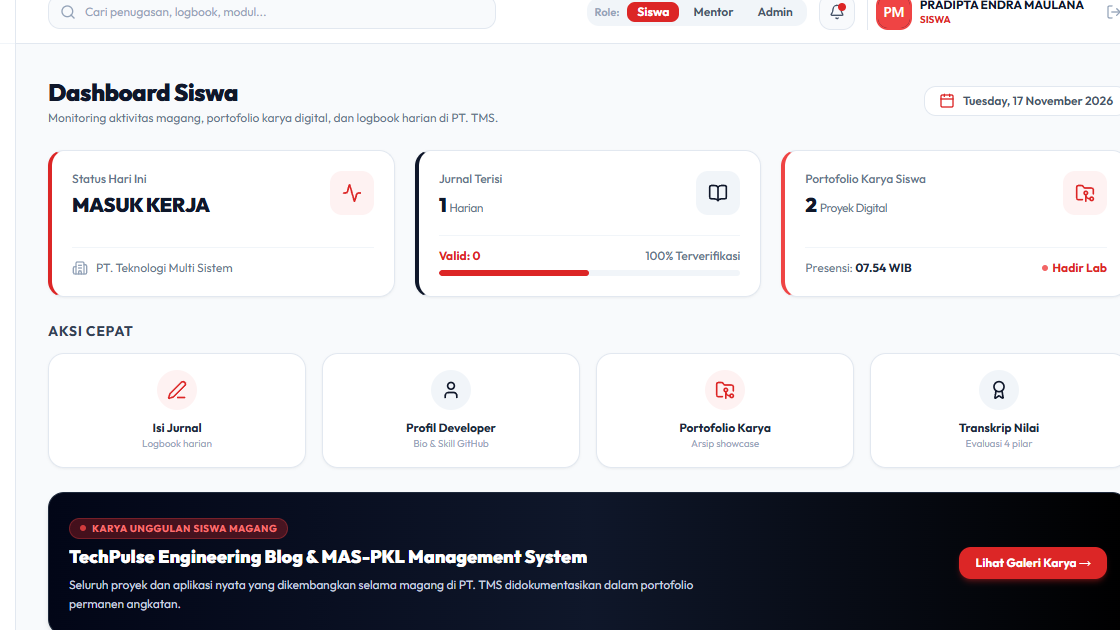 Cari penugasan, logbook, modul...
Role: Siswa Mentor Admin
PM
PRADIPTA ENDRA MAULANA
SISWA
Dashboard Siswa
Monitoring aktivitas magang, portofolio karya digital, dan logbook harian di PT. TMS.
Tuesday, 17 November 2026
Status Hari Ini
MASUK KERJA
PT. Teknologi Multi Sistem
Jurnal Terisi
1 Harian
Valid: 0 100% Terverifikasi
Portofolio Karya Siswa
2 Proyek Digital
Presensi: 07.54 WIB Hadir Lab
AKSI CEPAT
Isi Jurnal
Logbook harian
Profil Developer
Bio & Skill GitHub
Portofolio Karya
Arsip showcase
Transkrip Nilai
Evaluasi 4 pilar
KARYA UNGGULAN SISWA MAGANG
TechPulse Engineering Blog & MAS-PKL Management System
Seluruh proyek dan aplikasi nyata yang dikembangkan selama magang di PT. TMS didokumentasikan dalam portofolio
permanen angkatan.
Lihat Galeri Karya →